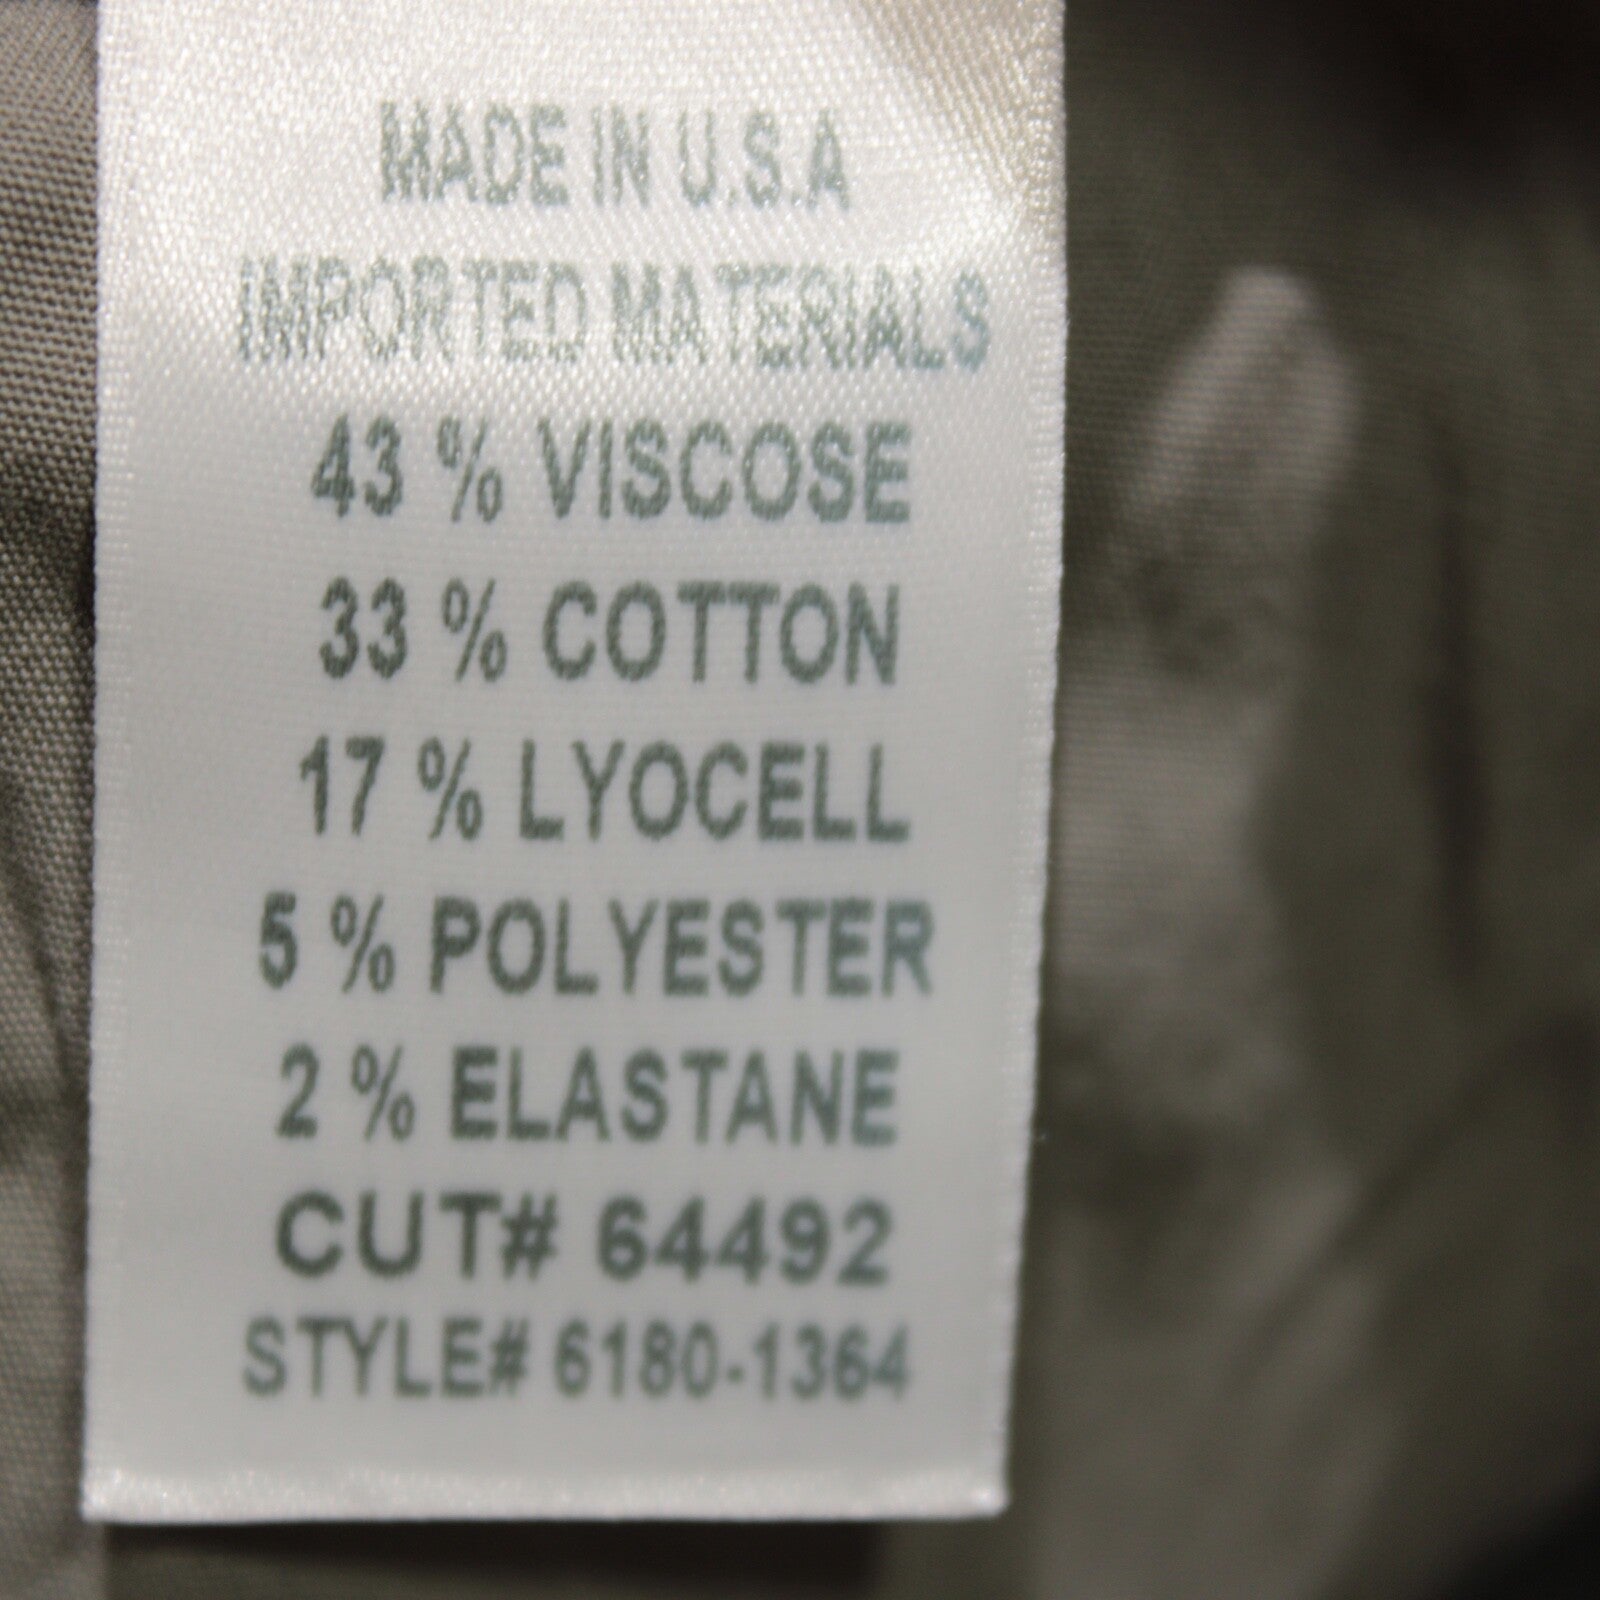 MADE IN U.S.A
IMPORTED MATERIALS
43 % VISCOSE
33 % COTTON
17 % LYOCELL
5 % POLYESTER
2 % ELASTANE
CUT# 64492
STYLE# 6180-1364